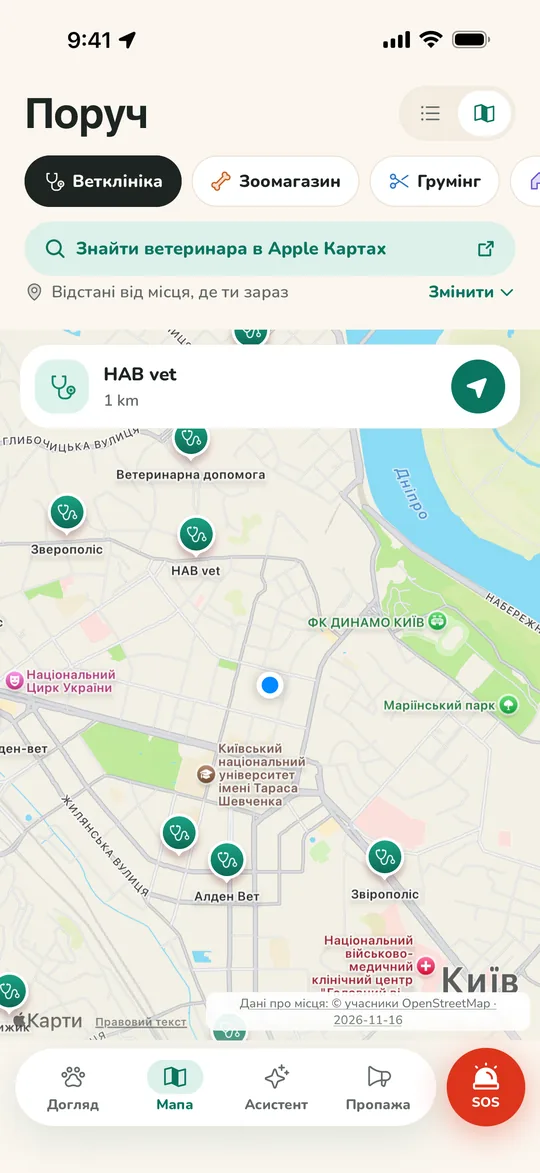 9:41
Поруч
Ветклініка
Зоомагазин
Грумінг
Знайти ветеринара в Apple Картах
Відстані від місця, де ти зараз
Змінити
HAB vet
1 km
ГЛИБОЧИЦЬКА ВУЛИЦЯ
Дніпро
Ветеринарна допомога
Зверополіс
HAB vet
НАБЕРЕЖН
ФК ДИНАМО КИЇВ
Національний
Цирк України
Маріїнський парк
ден-вет
Київський
національний
університет
імені Тараса
Шевченка
ЖИЛЯНСЬКА ВУЛИЦЯ
Алден Вет
Звірополіс
Національний
військово-
медичний
клінічний центр
Київ
ижик
Карти
Правовий текст
Дані про місця: © учасники OpenStreetMap ·
2026-11-16
Догляд
Мапа
Асистент
Пропажа
SOS